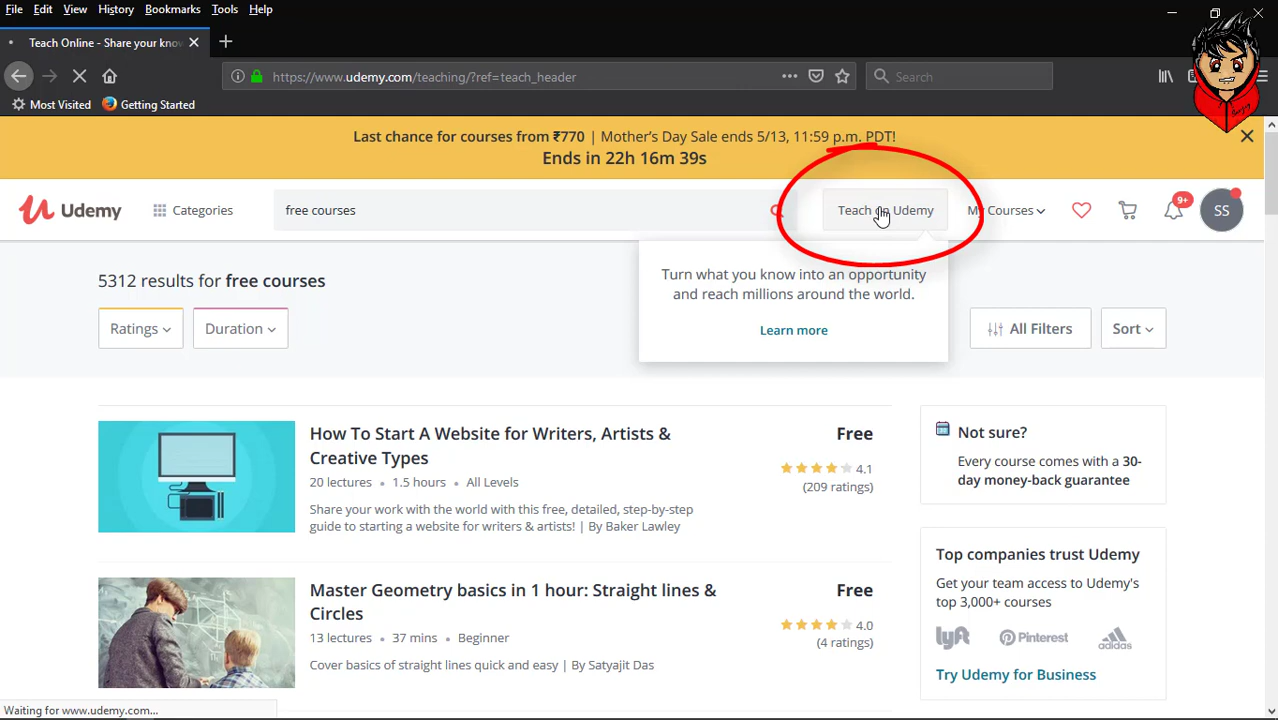 File Edit View History Bookmarks Tools Help
Teach Online - Share your know
https://www.udemy.com/teaching/?ref=teach_header
Search
Most Visited Getting Started
Last chance for courses from ₹770 | Mother's Day Sale ends 5/13, 11:59 p.m. PDT!
Ends in 22h 16m 39s
Udemy
Categories
free courses
Teach on Udemy
My Courses
9+
SS
Turn what you know into an opportunity
and reach millions around the world.
Learn more
5312 results for free courses
Ratings
Duration
All Filters
Sort
How To Start A Website for Writers, Artists &
Creative Types
Free
20 lectures • 1.5 hours • All Levels
4.1
(209 ratings)
Share your work with the world with this free, detailed, step-by-step
guide to starting a website for writers & artists! | By Baker Lawley
Master Geometry basics in 1 hour: Straight lines &
Circles
Free
13 lectures • 37 mins • Beginner
4.0
(4 ratings)
Cover basics of straight lines quick and easy | By Satyajit Das
Not sure?
Every course comes with a 30-
day money-back guarantee
Top companies trust Udemy
Get your team access to Udemy's
top 3,000+ courses
lyft
Pinterest
adidas
Try Udemy for Business
Waiting for www.udemy.com...